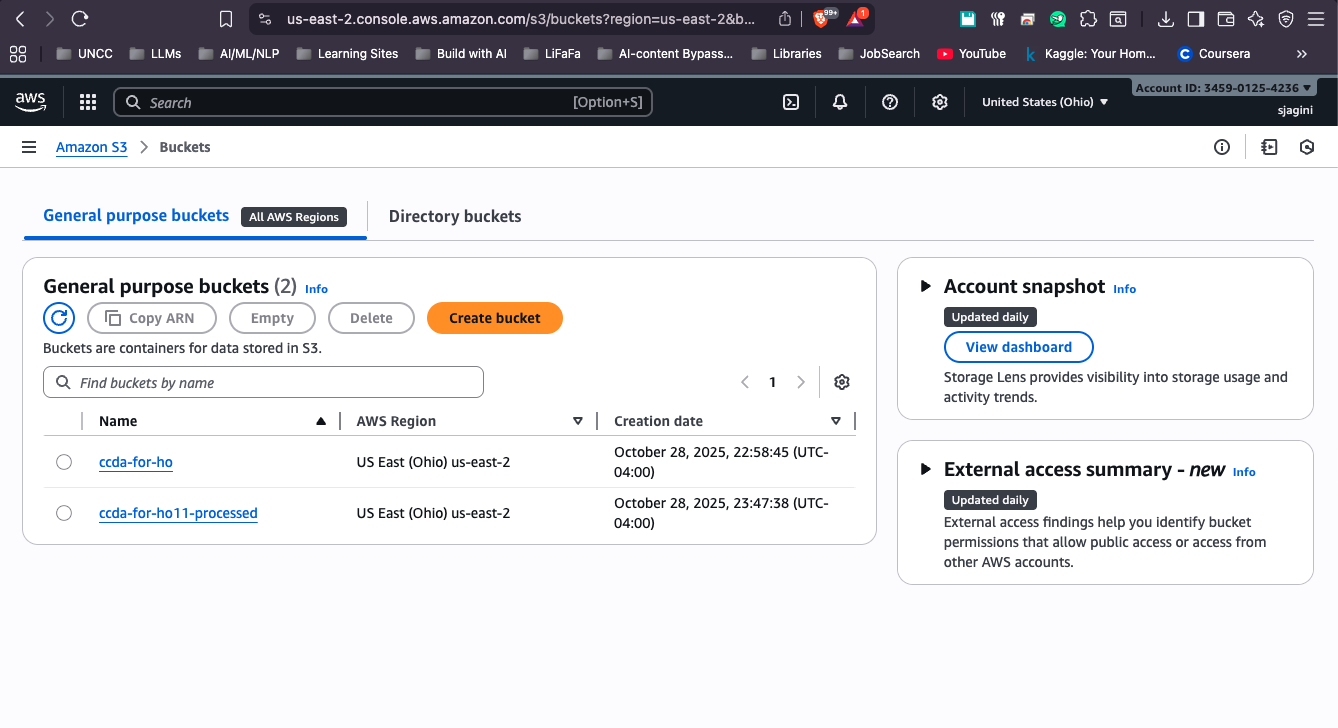 us-east-2.console.aws.amazon.com/s3/buckets?region=us-east-2&b...
99+
1
UNCC
LLMs
AI/ML/NLP
Learning Sites
Build with AI
LiFaFa
AI-content Bypass...
Libraries
JobSearch
YouTube
Kaggle: Your Hom...
Coursera
»
aws
Search
[Option+S]
United States (Ohio)
Account ID: 3459-0125-4236
sjagini
Amazon S3
Buckets
General purpose buckets
All AWS Regions
Directory buckets
General purpose buckets (2)
Info
Copy ARN
Empty
Delete
Create bucket
Buckets are containers for data stored in S3.
Find buckets by name
1
Name
AWS Region
Creation date
ccda-for-ho
US East (Ohio) us-east-2
October 28, 2025, 22:58:45 (UTC-
04:00)
ccda-for-ho11-processed
US East (Ohio) us-east-2
October 28, 2025, 23:47:38 (UTC-
04:00)
Account snapshot
Info
Updated daily
View dashboard
Storage Lens provides visibility into storage usage and
activity trends.
External access summary - new
Info
Updated daily
External access findings help you identify bucket
permissions that allow public access or access from
other AWS accounts.